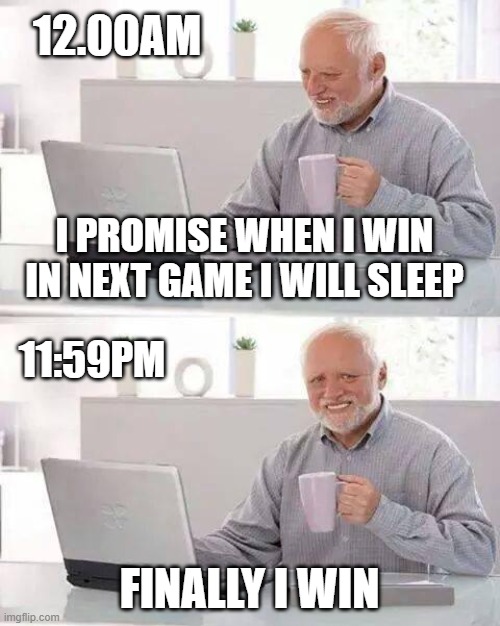 12.00AM
I PROMISE WHEN I WIN
IN NEXT GAME I WILL SLEEP
11:59PM
FINALLY I WIN
imgflip.com